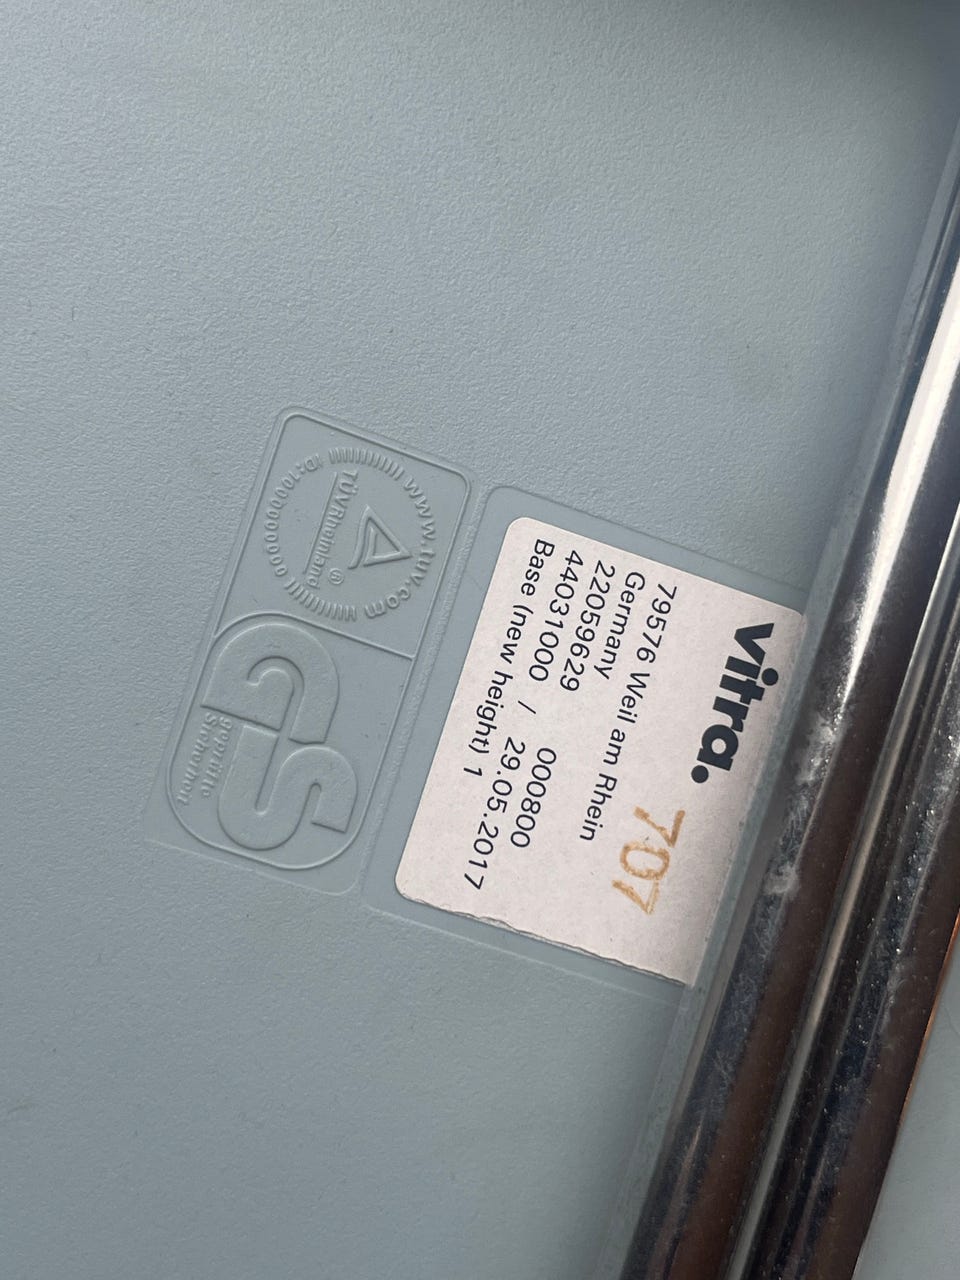 vitra.
707
79576 Weil am Rhein
Germany
22059629 000800
44031000 / 29.05.2017
Base (new height) 1
www.tuv.com
TÜVRheinland®
ID:1000000000
GS
geprüfte
Sicherheit